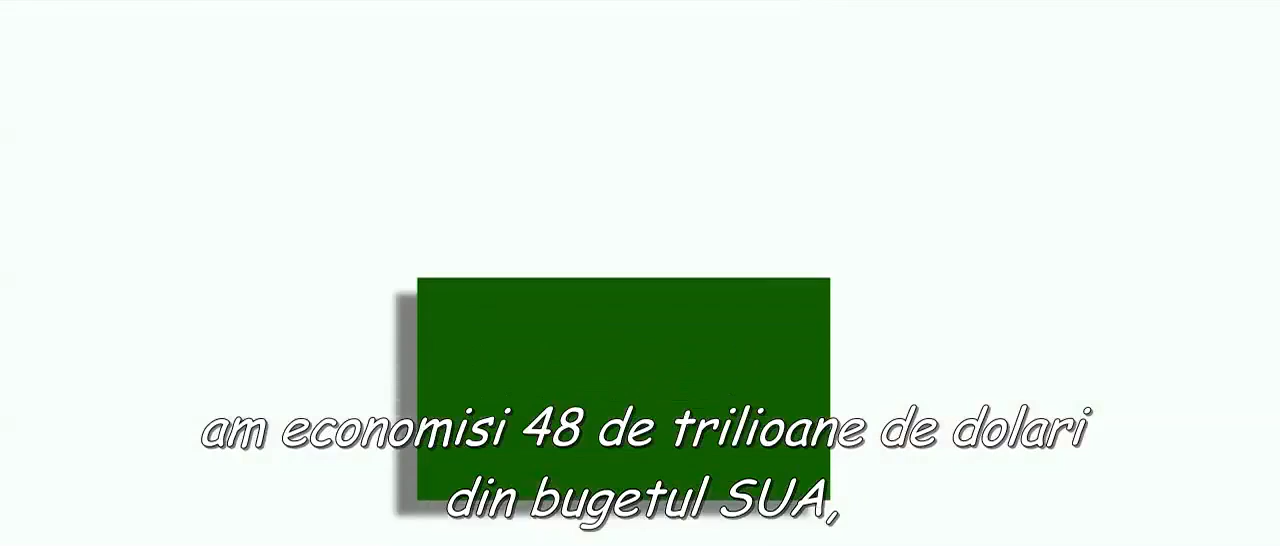 am economisi 48 de trilioane de dolari
din bugetul SUA,